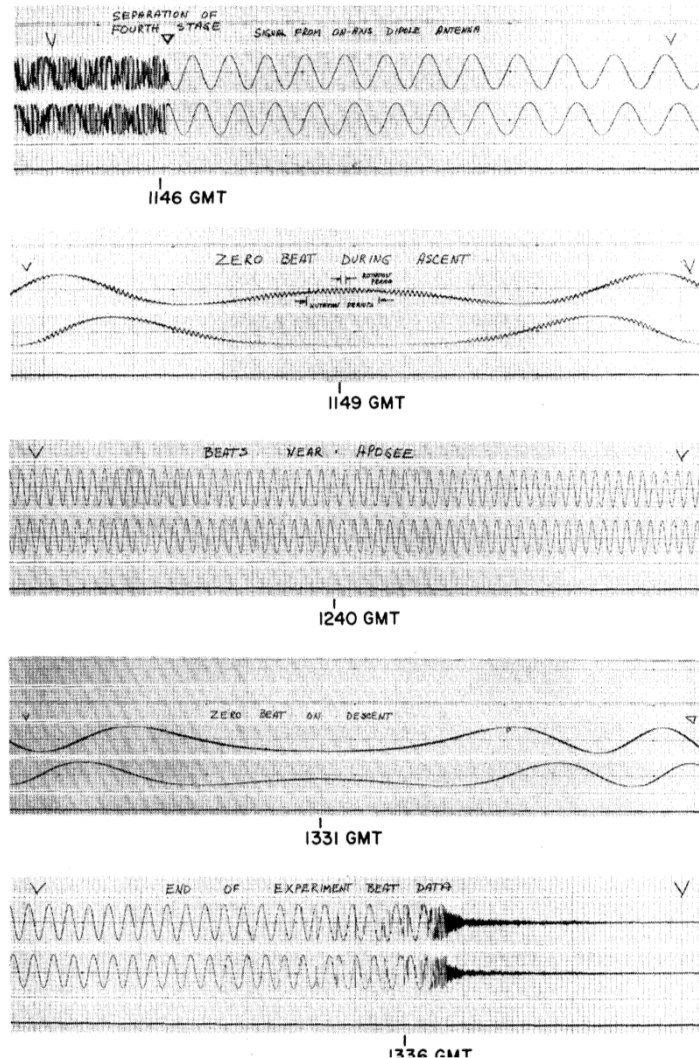 SEPARATION OF
FOURTH STAGE
SIGNAL FROM ON-AXIS DIPOLE ANTENNA
1146 GMT
ZERO BEAT DURING ASCENT
ROTATION
PERIOD
NUTATION PERIODS
1149 GMT
BEATS NEAR · APOGEE
1240 GMT
ZERO BEAT ON DESCENT
1331 GMT
END OF EXPERIMENT BEAT DATA
1336 GMT